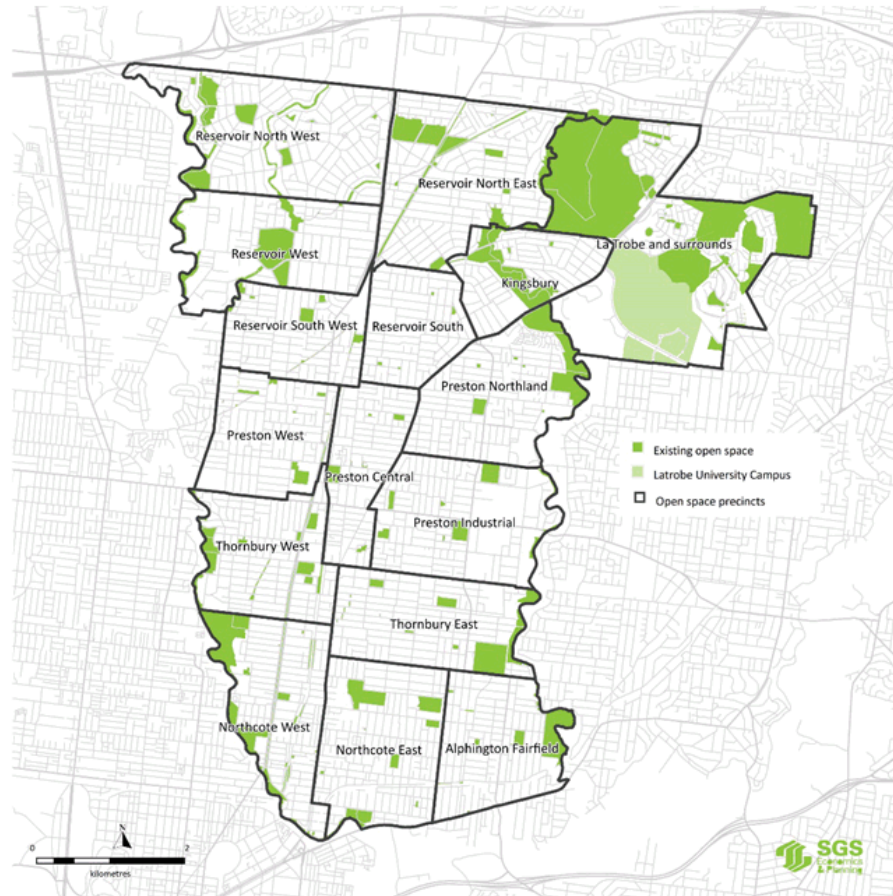 Reservoir North West
Reservoir North East
La Trobe and surrounds
Reservoir West
Kingsbury
Reservoir South West
Reservoir South
Preston Northland
Preston West
Existing open space
Preston Central
Latrobe University Campus
Open space precincts
Preston Industrial
Thornbury West
Thornbury East
Northcote West
Northcote East
Alphington Fairfield
N
0
2
kilometres
SGS
Economics
& Planning